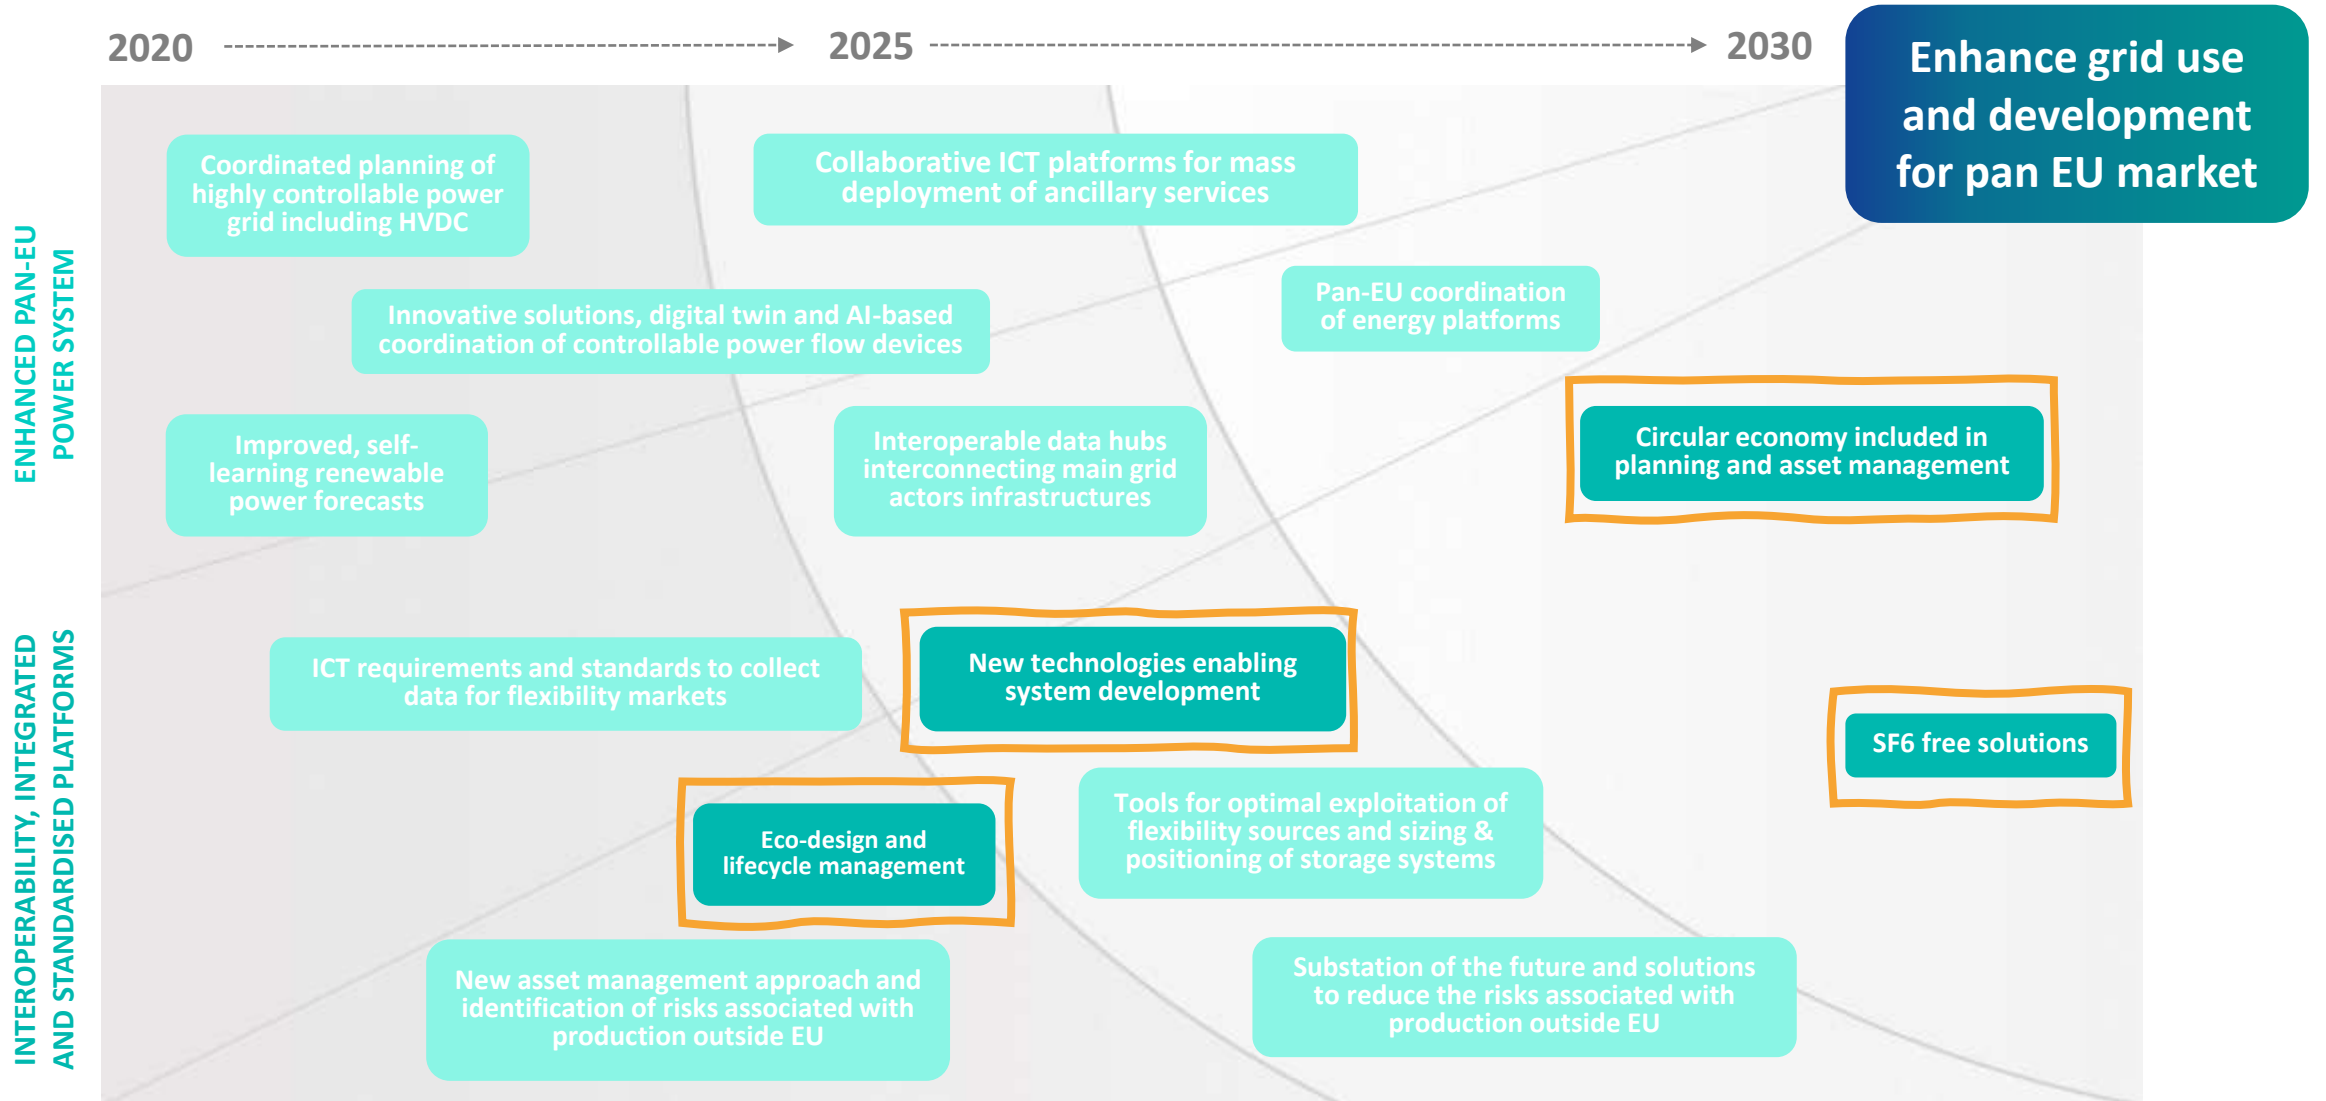 2020
2025
2030
Enhance grid use
and development
for pan EU market
ENHANCED PAN-EU
POWER SYSTEM
Coordinated planning of
highly controllable power
grid including HVDC
Collaborative ICT platforms for mass
deployment of ancillary services
Innovative solutions, digital twin and AI-based
coordination of controllable power flow devices
Pan-EU coordination
of energy platforms
Improved, self-
learning renewable
power forecasts
Interoperable data hubs
interconnecting main grid
actors infrastructures
Circular economy included in
planning and asset management
INTEROPERABILITY, INTEGRATED
AND STANDARDISED PLATFORMS
ICT requirements and standards to collect
data for flexibility markets
New technologies enabling
system development
SF6 free solutions
Eco-design and
lifecycle management
Tools for optimal exploitation of
flexibility sources and sizing &
positioning of storage systems
New asset management approach and
identification of risks associated with
production outside EU
Substation of the future and solutions
to reduce the risks associated with
production outside EU